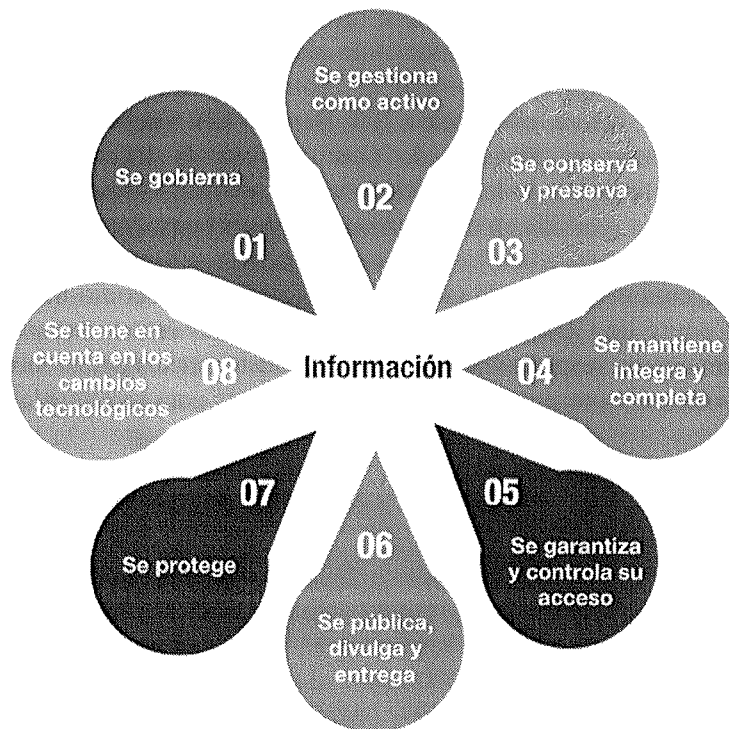 Se gobierna
01
Se gestiona
como activo
02
Se conserva
y preserva
03
Se mantiene
integra y
completa
04
05
Se garantiza
y controla su
acceso
06
Se pública,
divulga y
entrega
07
Se protege
Se tiene en
cuenta en los
cambios
tecnológicos
08
Información